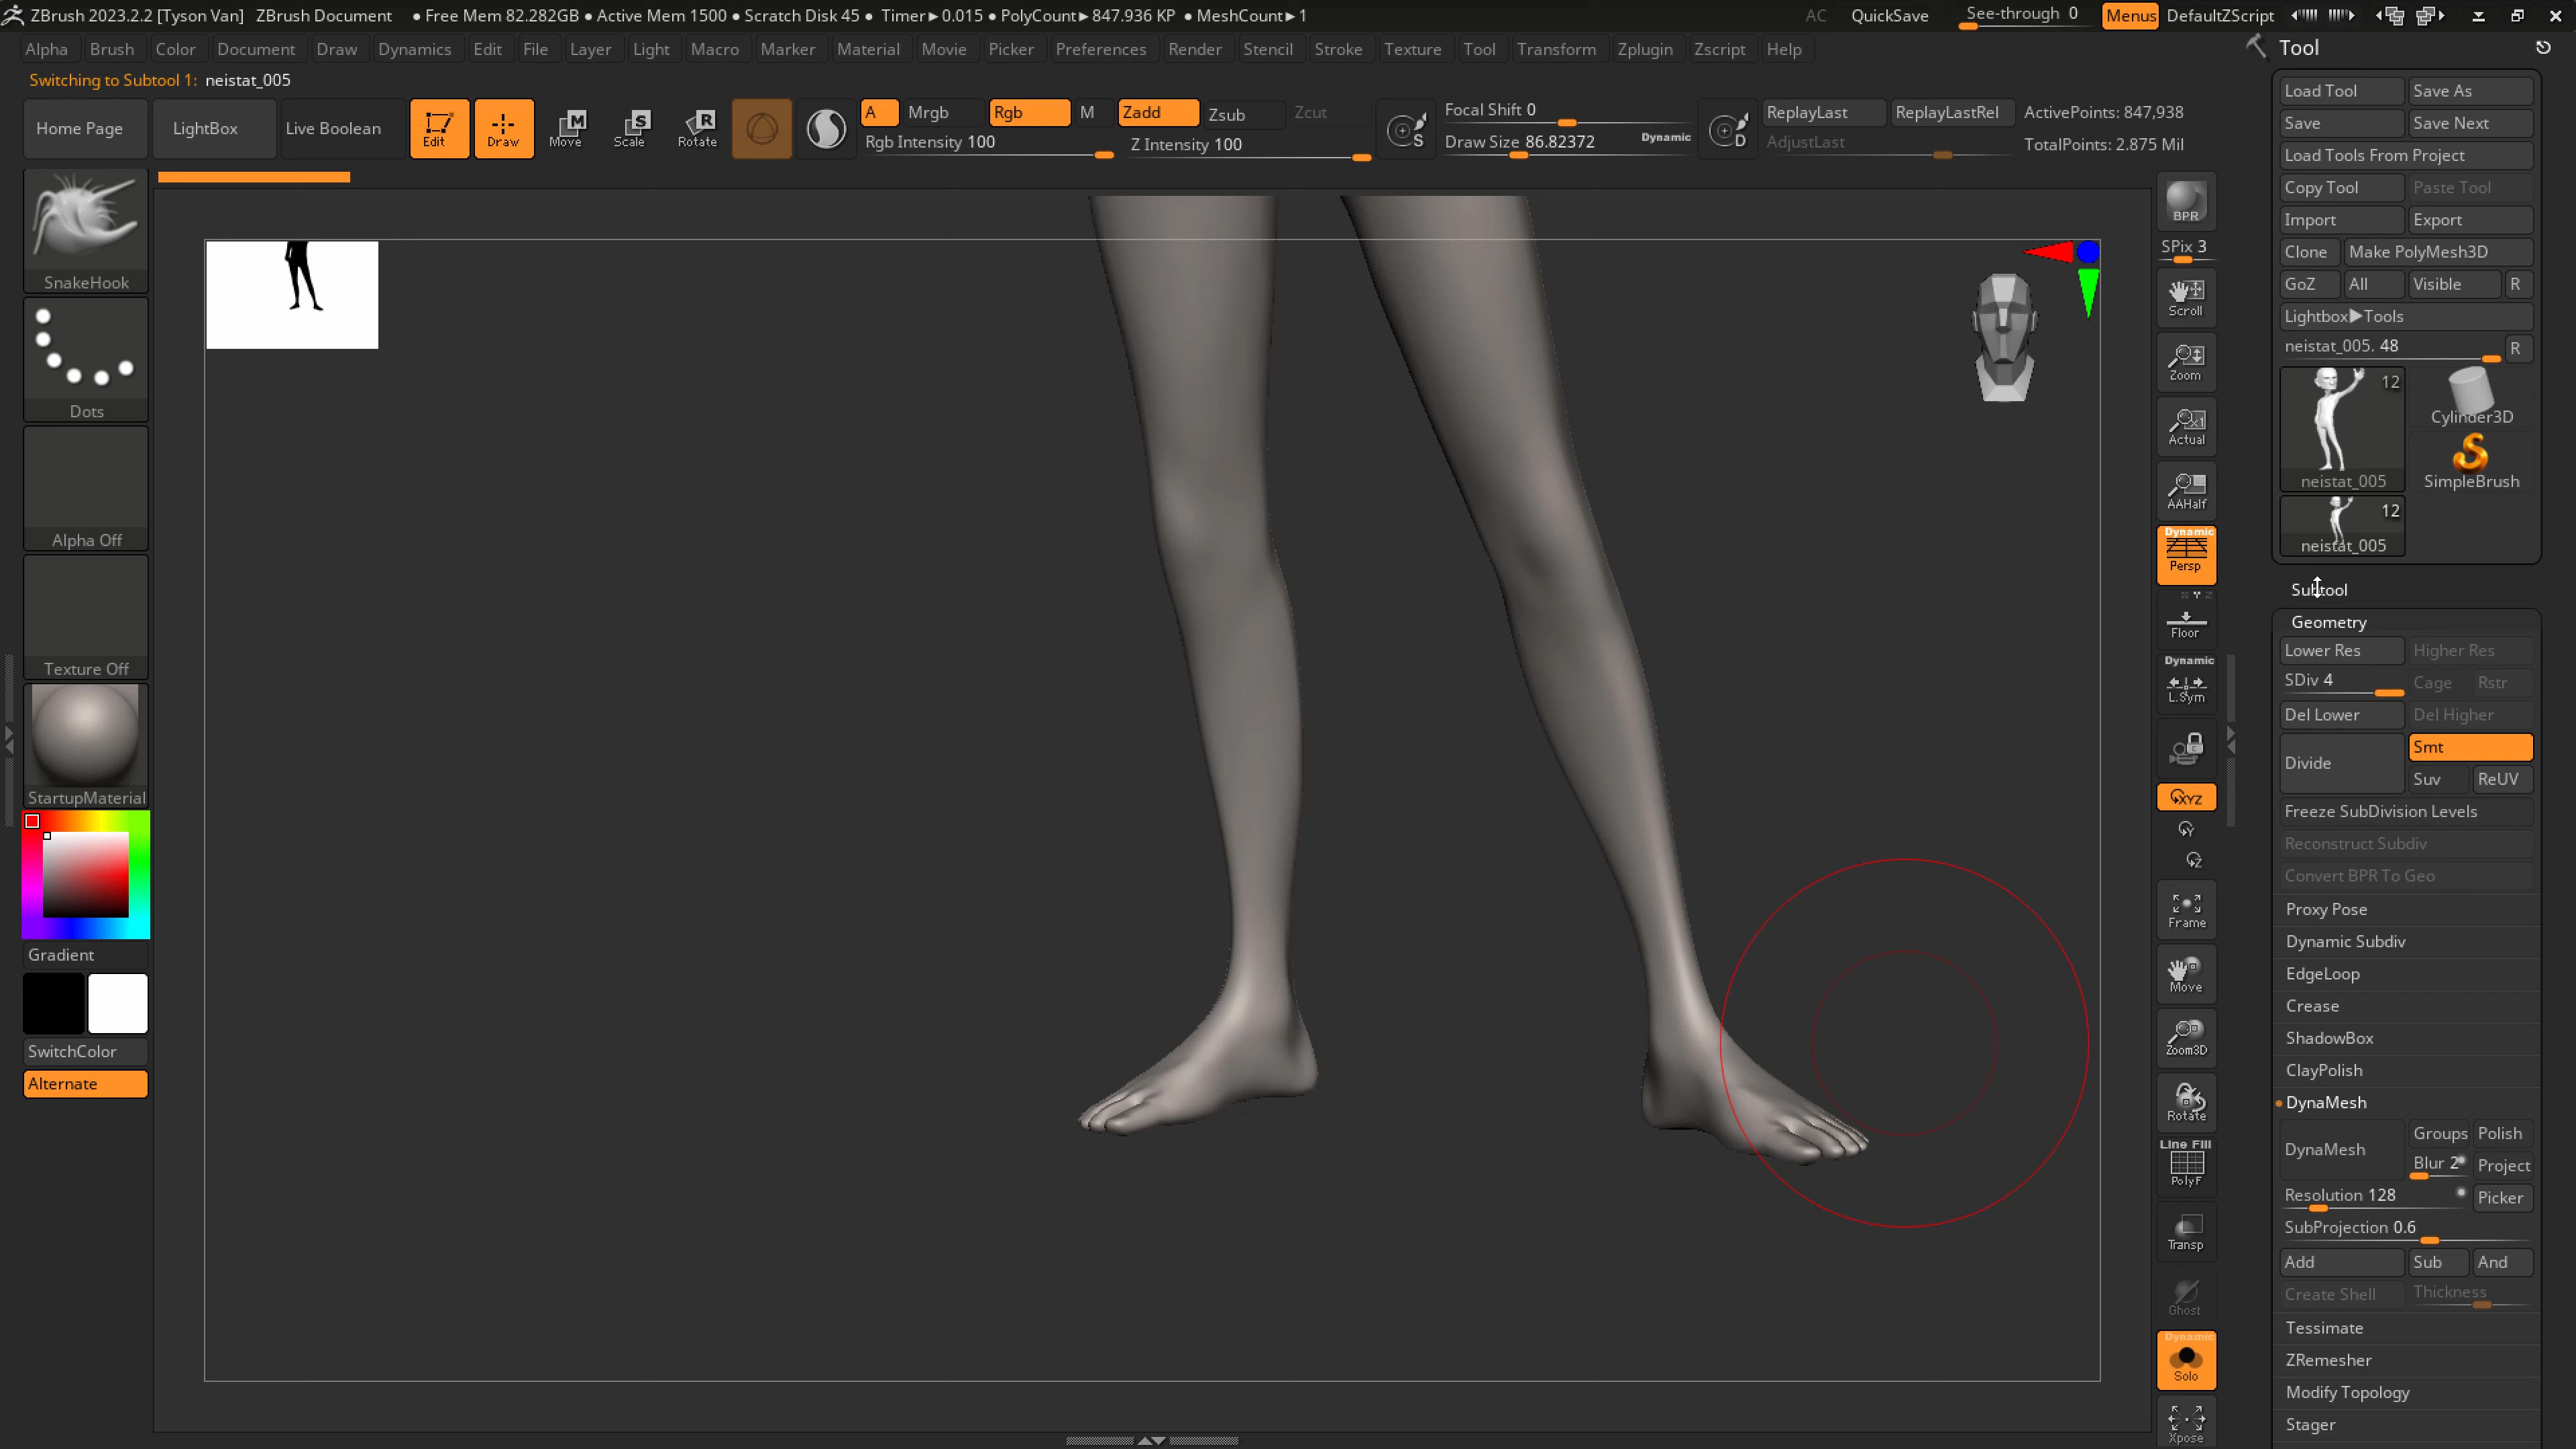 ZBrush 2023.2.2 [Tyson Van] ZBrush Document ● Free Mem 82.282GB ● Active Mem 1500 ● Scratch Disk 45 ● Timer►0.015 ● PolyCount►847.936 KP ● MeshCount►1 AC QuickSave See-through 0 Menus DefaultZScript
Alpha Brush Color Document Draw Dynamics Edit File Layer Light Macro Marker Material Movie Picker Preferences Render Stencil Stroke Texture Tool Transform Zplugin Zscript Help
Switching to Subtool 1: neistat_005
Home Page LightBox Live Boolean Edit Draw Move Scale Rotate
A Mrgb Rgb M Zadd Zsub Zcut
Rgb Intensity 100 Z Intensity 100
Focal Shift 0
Draw Size 86.82372 Dynamic
ReplayLast ReplayLastRel
AdjustLast
ActivePoints: 847,938
TotalPoints: 2.875 Mil
SnakeHook
Dots
Alpha Off
Texture Off
StartupMaterial
Gradient
SwitchColor
Alternate
BPR
SPix 3
Scroll
Zoom
Actual
AAHalf
Dynamic
Persp
Floor
Dynamic
L.Sym
XYZ
Y
Z
Frame
Move
Zoom3D
Rotate
Line Fill
PolyF
Transp
Ghost
Dynamic
Solo
Xpose
Tool
Load Tool Save As
Save Save Next
Load Tools From Project
Copy Tool Paste Tool
Import Export
Clone Make PolyMesh3D
GoZ All Visible R
Lightbox►Tools
neistat_005. 48 R
12
Cylinder3D
neistat_005 SimpleBrush
12
neistat_005
Subtool
Geometry
Lower Res Higher Res
SDiv 4 Cage Rstr
Del Lower Del Higher
Divide Smt
Suv ReUV
Freeze SubDivision Levels
Reconstruct Subdiv
Convert BPR To Geo
Proxy Pose
Dynamic Subdiv
EdgeLoop
Crease
ShadowBox
ClayPolish
DynaMesh
DynaMesh Groups Polish
Blur 2 Project
Resolution 128 Picker
SubProjection 0.6
Add Sub And
Create Shell Thickness
Tessimate
ZRemesher
Modify Topology
Stager